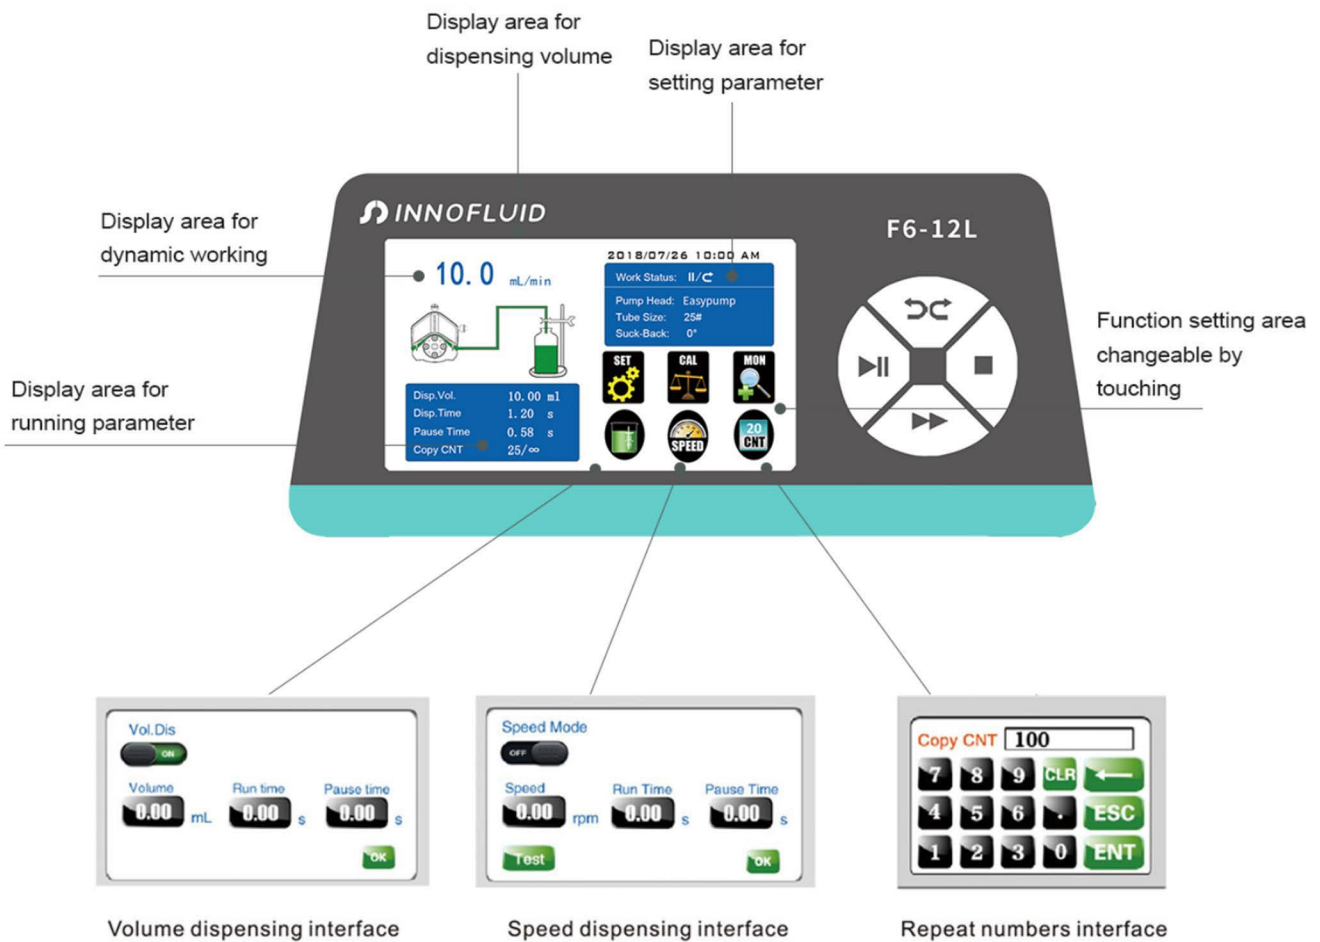 Display area for
dispensing volume
Display area for
setting parameter
Display area for
dynamic working
Display area for
running parameter
Function setting area
changeable by
touching
INNOFLUID
F6-12L
10.0 mL/min
2018/07/26 10:00 AM
Work Status:
Pump Head: Easypump
Tube Size: 25#
Suck-Back: 0°
SET CAL MON
Disp.Vol. 10.00 ml
Disp.Time 1.20 s
Pause Time 0.58 s
Copy CNT 25/∞
SPEED
20
CNT
Vol.Dis
ON
Volume Run time Pause time
0.00 mL 0.00 s 0.00 s
OK
Volume dispensing interface
Speed Mode
OFF
Speed Run Time Pause Time
0.00 rpm 0.00 s 0.00 s
Test OK
Speed dispensing interface
Copy CNT 100
7 8 9 CLR ←
4 5 6 . ESC
1 2 3 0 ENT
Repeat numbers interface